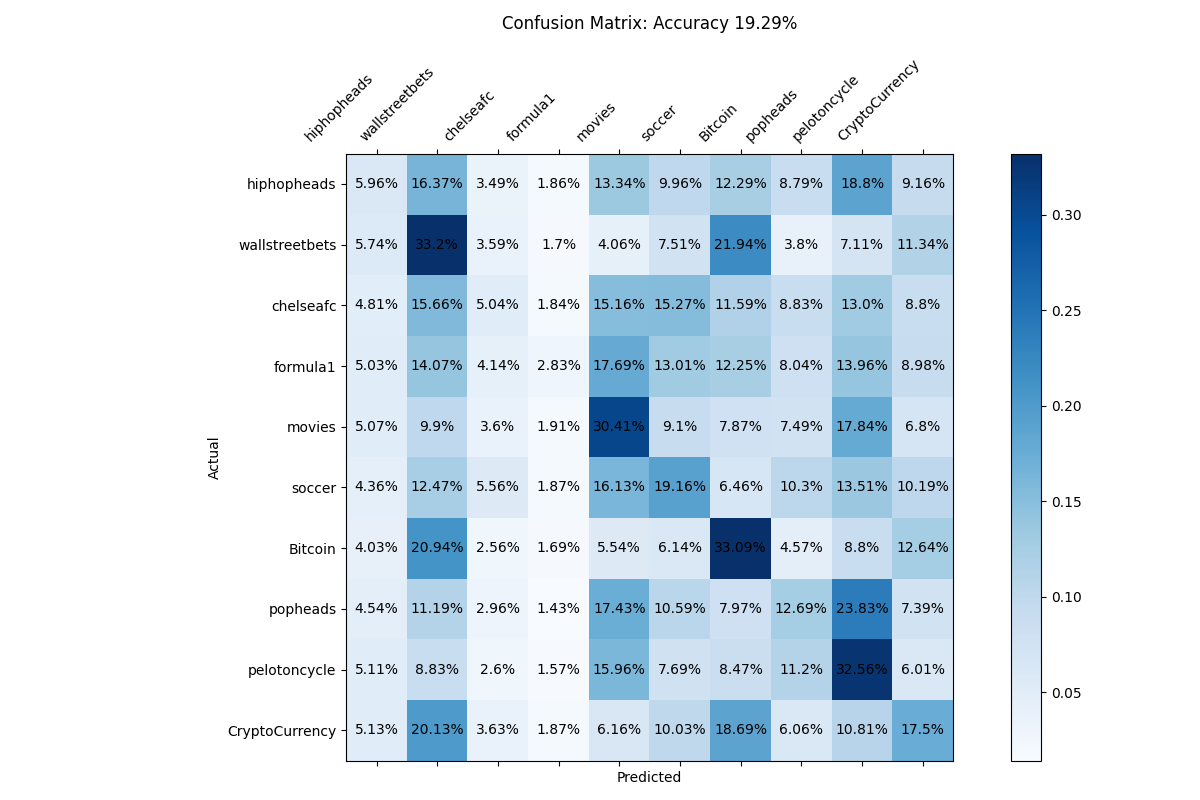 Confusion Matrix: Accuracy 19.29%
hiphopheads wallstreetbets chelseafc formula1 movies soccer Bitcoin popheads pelotoncycle CryptoCurrency
hiphopheads 5.96% 16.37% 3.49% 1.86% 13.34% 9.96% 12.29% 8.79% 18.8% 9.16%
wallstreetbets 5.74% 33.2% 3.59% 1.7% 4.06% 7.51% 21.94% 3.8% 7.11% 11.34%
chelseafc 4.81% 15.66% 5.04% 1.84% 15.16% 15.27% 11.59% 8.83% 13.0% 8.8%
formula1 5.03% 14.07% 4.14% 2.83% 17.69% 13.01% 12.25% 8.04% 13.96% 8.98%
movies 5.07% 9.9% 3.6% 1.91% 30.41% 9.1% 7.87% 7.49% 17.84% 6.8%
soccer 4.36% 12.47% 5.56% 1.87% 16.13% 19.16% 6.46% 10.3% 13.51% 10.19%
Bitcoin 4.03% 20.94% 2.56% 1.69% 5.54% 6.14% 33.09% 4.57% 8.8% 12.64%
popheads 4.54% 11.19% 2.96% 1.43% 17.43% 10.59% 7.97% 12.69% 23.83% 7.39%
pelotoncycle 5.11% 8.83% 2.6% 1.57% 15.96% 7.69% 8.47% 11.2% 32.56% 6.01%
CryptoCurrency 5.13% 20.13% 3.63% 1.87% 6.16% 10.03% 18.69% 6.06% 10.81% 17.5%
Actual
Predicted
0.30
0.25
0.20
0.15
0.10
0.05